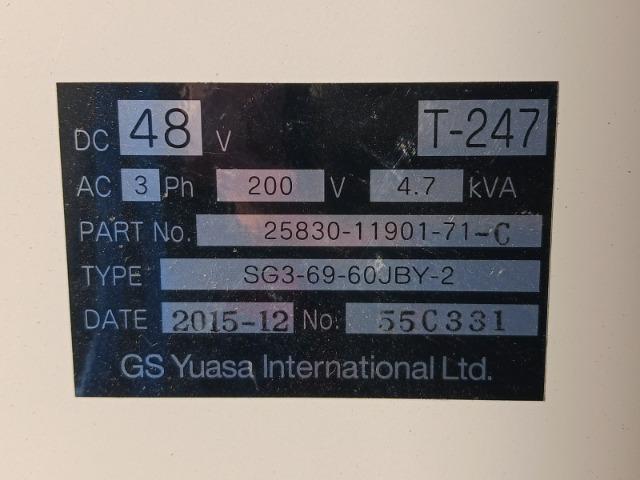 DC 48 V T-247
AC 3 Ph 200 V 4.7 kVA
PART No. 25830-11901-71-C
TYPE SG3-69-60JBY-2
DATE 2015-12 No. 55C331
GS Yuasa International Ltd.